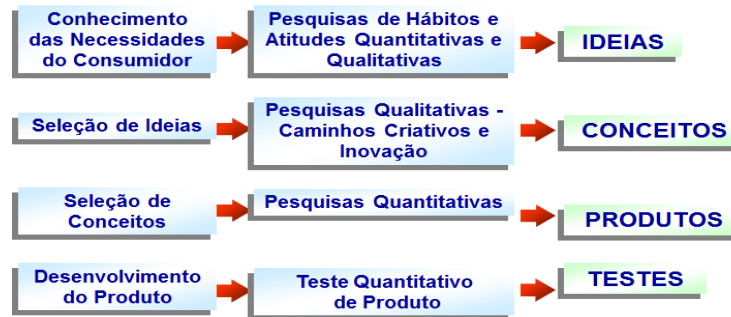 Conhecimento
das Necessidades
do Consumidor
Pesquisas de Hábitos e
Atitudes Quantitativas e
Qualitativas
IDEIAS
Seleção de Ideias
Pesquisas Qualitativas -
Caminhos Criativos e
Inovação
CONCEITOS
Seleção de
Conceitos
Pesquisas Quantitativas
PRODUTOS
Desenvolvimento
do Produto
Teste Quantitativo
de Produto
TESTES